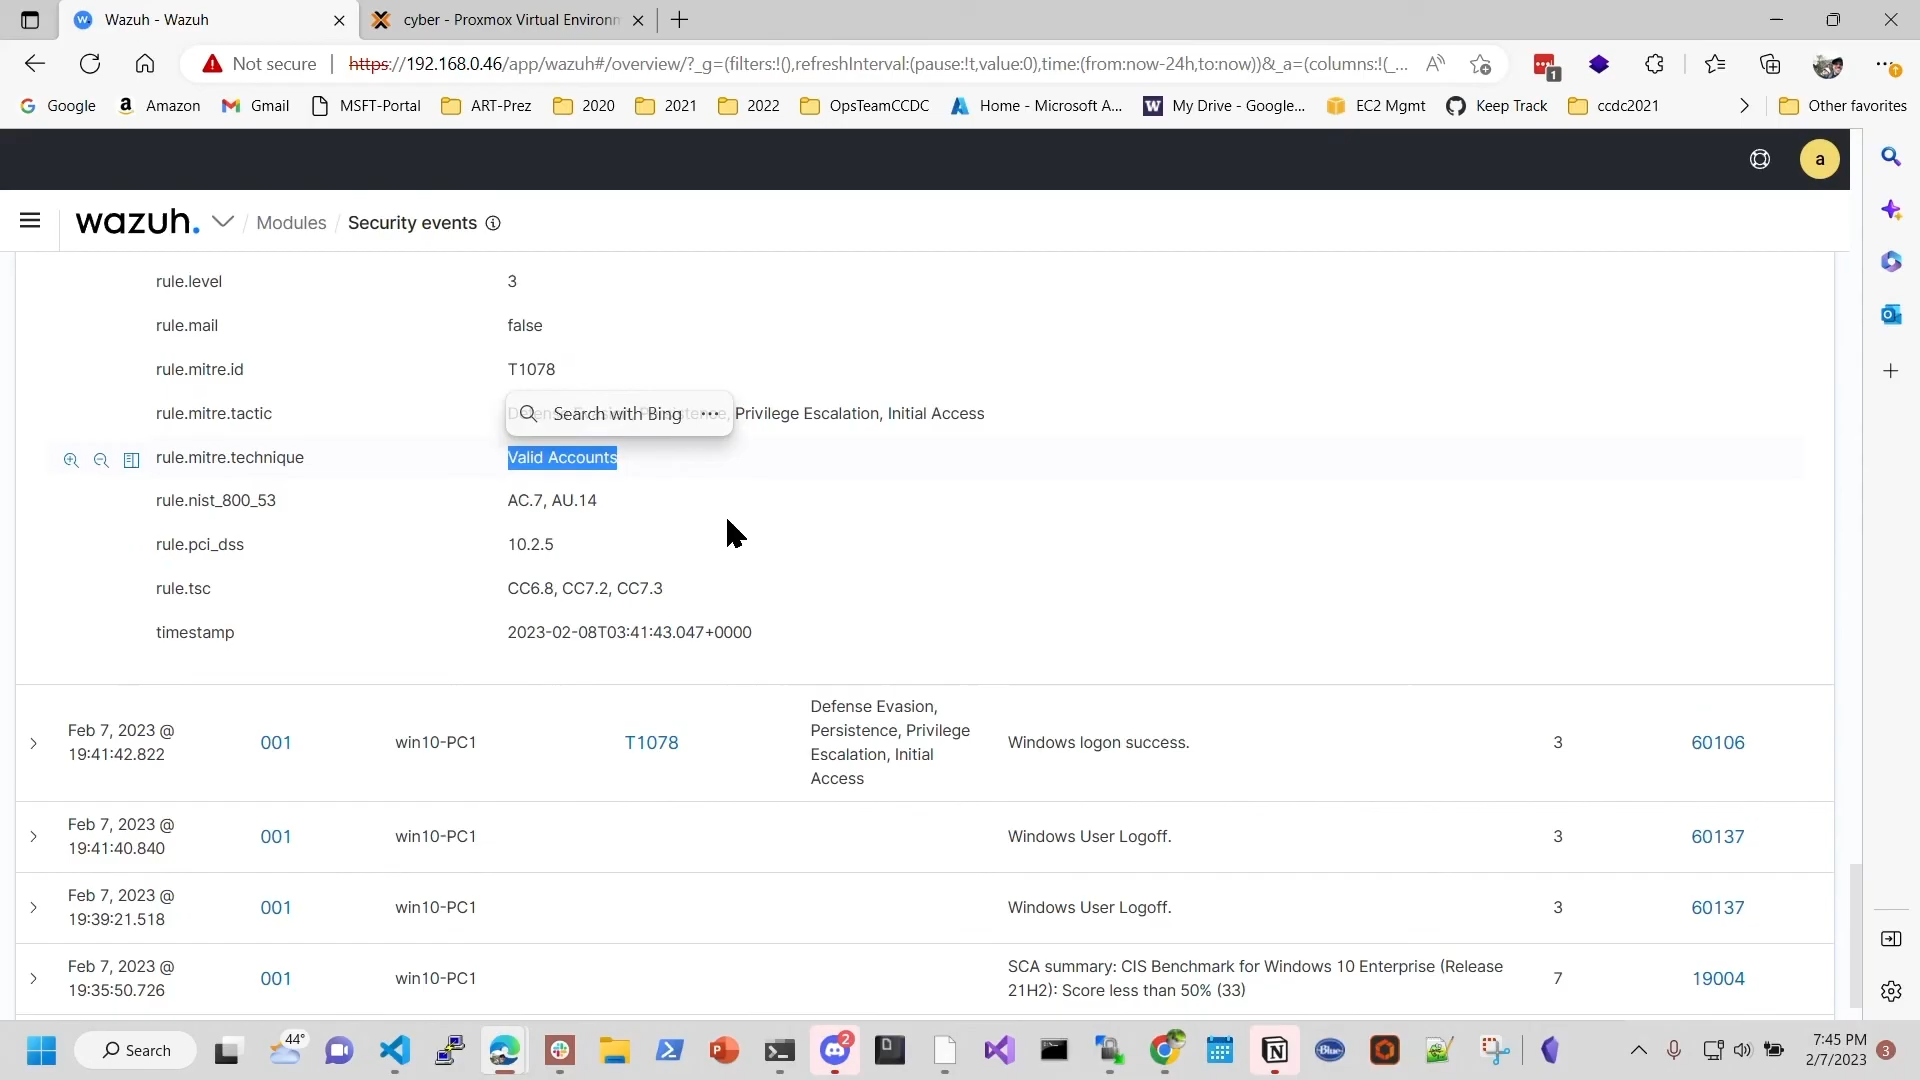 Wazuh - Wazuh
cyber - Proxmox Virtual Environm
Not secure
https://192.168.0.46/app/wazuh#/overview/?_g=(filters:!(),refreshInterval:(pause:!t,value:0),time:(from:now-24h,to:now))&_a=(columns:!(_...
1
Google
Amazon
Gmail
MSFT-Portal
ART-Prez
2020
2021
2022
OpsTeamCCDC
Home - Microsoft A...
My Drive - Google...
EC2 Mgmt
Keep Track
ccdc2021
Other favorites
a
wazuh.
/ Modules / Security events
rule.level 3
rule.mail false
rule.mitre.id T1078
rule.mitre.tactic Privilege Escalation, Initial Access
Search with Bing
rule.mitre.technique Valid Accounts
rule.nist_800_53 AC.7, AU.14
rule.pci_dss 10.2.5
rule.tsc CC6.8, CC7.2, CC7.3
timestamp 2023-02-08T03:41:43.047+0000
Feb 7, 2023 @
19:41:42.822
001
win10-PC1
T1078
Defense Evasion,
Persistence, Privilege
Escalation, Initial
Access
Windows logon success.
3
60106
Feb 7, 2023 @
19:41:40.840
001
win10-PC1
Windows User Logoff.
3
60137
Feb 7, 2023 @
19:39:21.518
001
win10-PC1
Windows User Logoff.
3
60137
Feb 7, 2023 @
19:35:50.726
001
win10-PC1
SCA summary: CIS Benchmark for Windows 10 Enterprise (Release
21H2): Score less than 50% (33)
7
19004
Search
44°
2
Blue
7:45 PM
2/7/2023
3